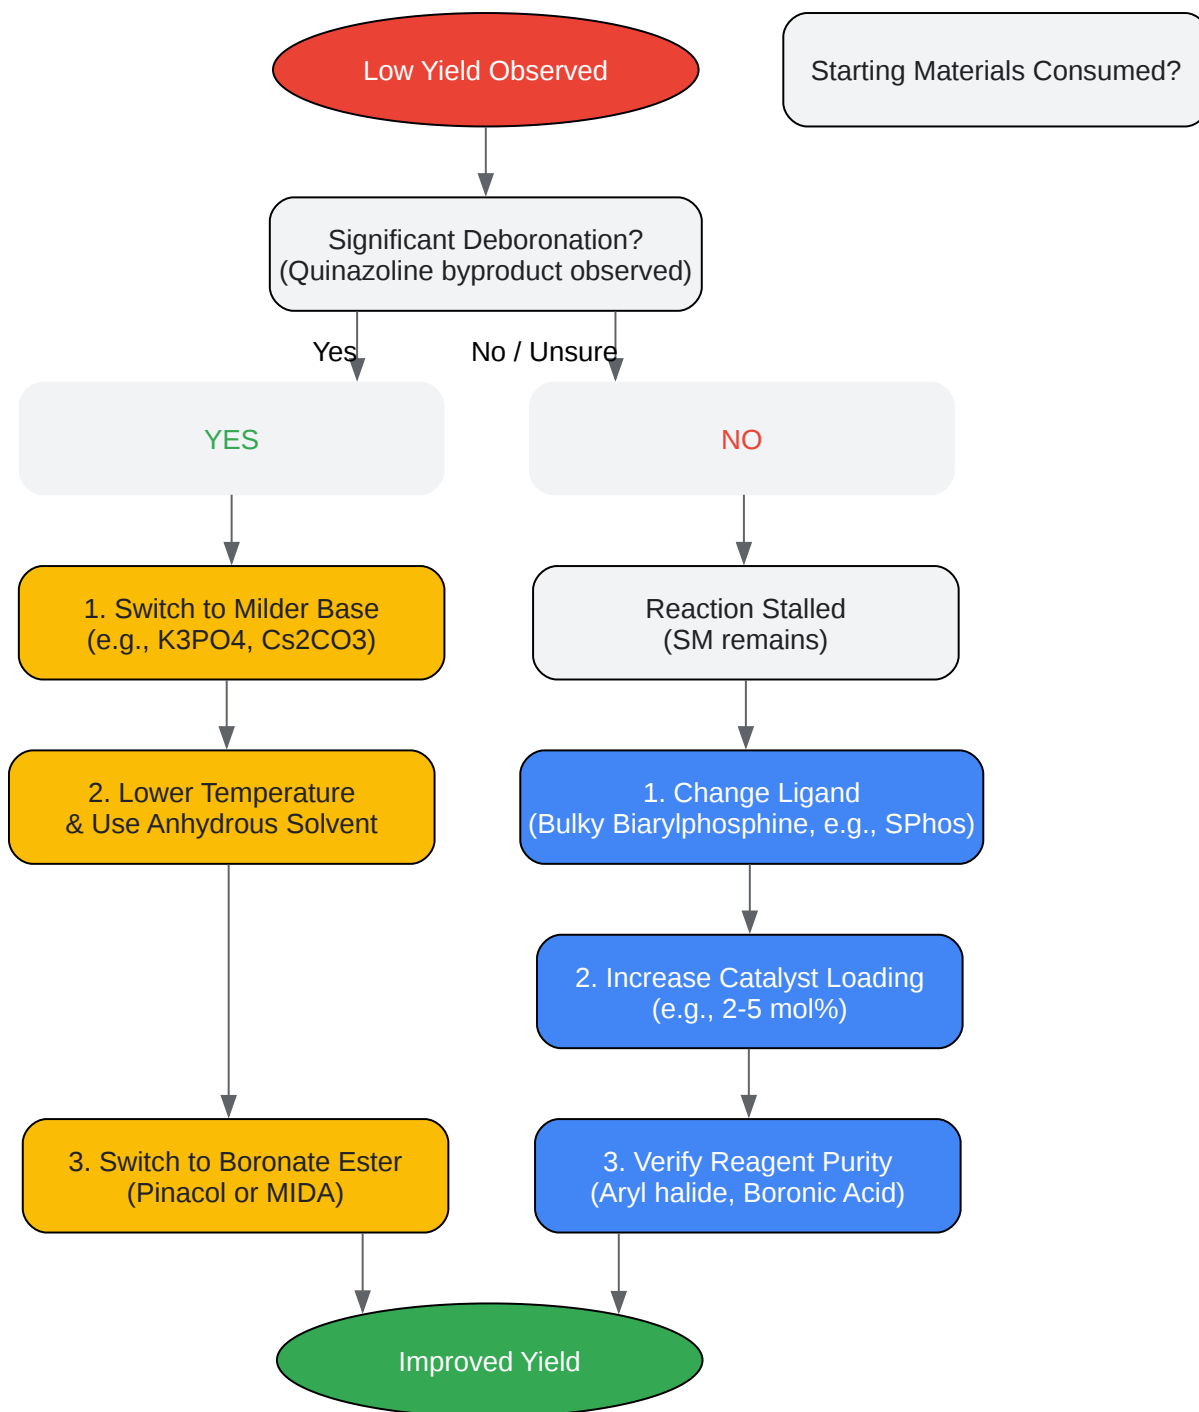 Low Yield Observed
Starting Materials Consumed?
Significant Deboronation?
(Quinazoline byproduct observed)
Yes
No / Unsure
YES
NO
1. Switch to Milder Base
(e.g., K3PO4, Cs2CO3)
Reaction Stalled
(SM remains)
2. Lower Temperature
& Use Anhydrous Solvent
1. Change Ligand
(Bulky Biarylphosphine, e.g., SPhos)
2. Increase Catalyst Loading
(e.g., 2-5 mol%)
3. Switch to Boronate Ester
(Pinacol or MIDA)
3. Verify Reagent Purity
(Aryl halide, Boronic Acid)
Improved Yield